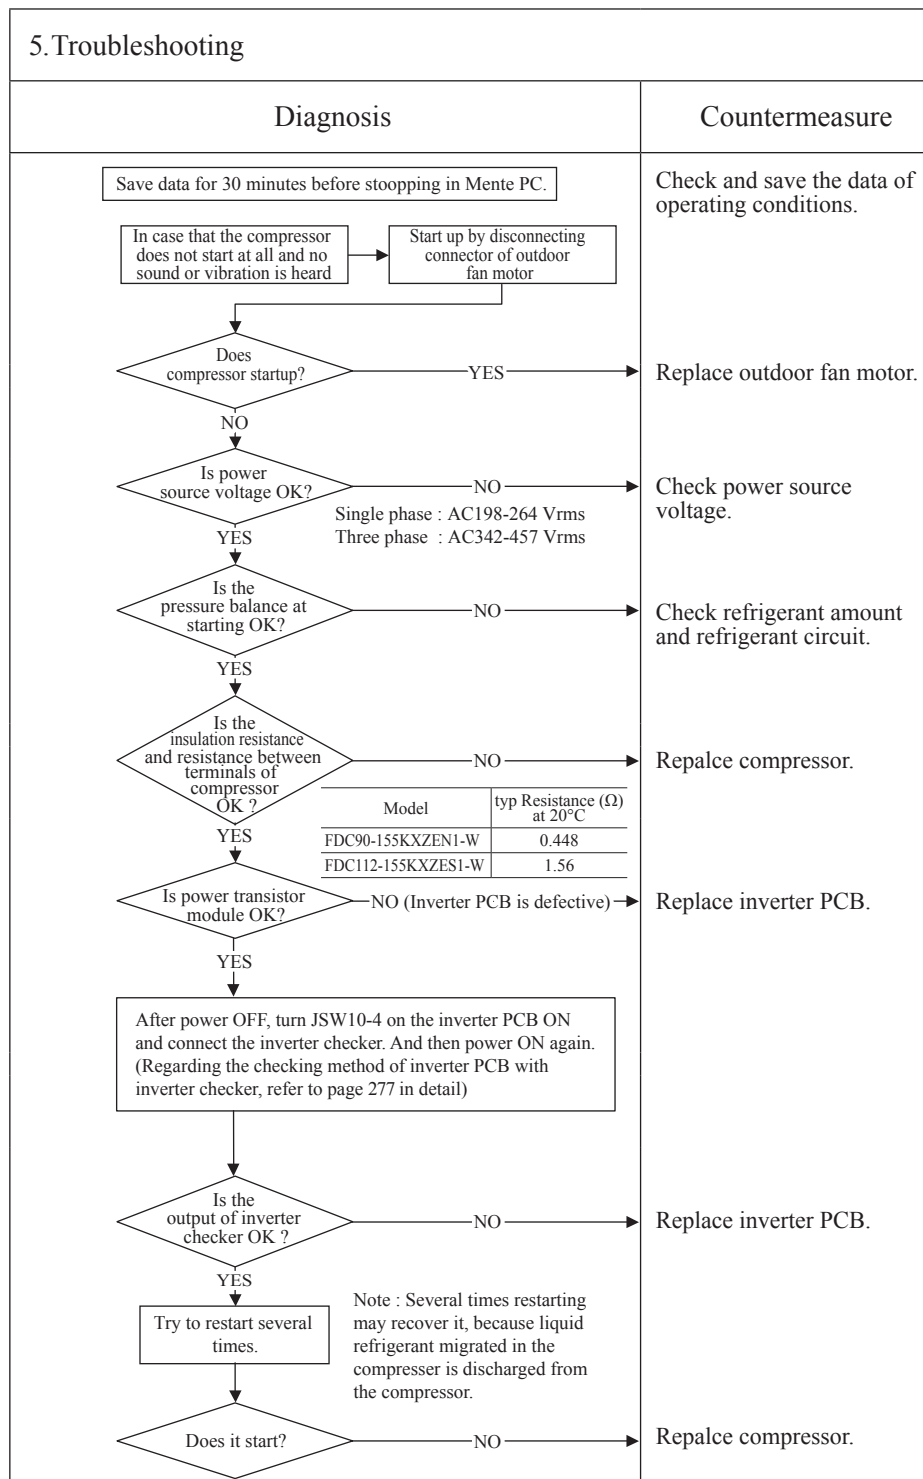 5.Troubleshooting
Diagnosis
Countermeasure
Save data for 30 minutes before stoopping in Mente PC.
Check and save the data of
operating conditions.
In case that the compressor
does not start at all and no
sound or vibration is heard
Start up by disconnecting
connector of outdoor
fan motor
Does
compressor startup?
YES
Replace outdoor fan motor.
NO
Is power
source voltage OK?
NO
Check power source
voltage.
Single phase : AC198-264 Vrms
Three phase : AC342-457 Vrms
YES
Is the
pressure balance at
starting OK?
NO
Check refrigerant amount
and refrigerant circuit.
YES
Is the
insulation resistance
and resistance between
terminals of
compressor
OK ?
NO
Repalce compressor.
Model
typ Resistance (Ω)
at 20°C
FDC90-155KXZEN1-W 0.448
FDC112-155KXZES1-W 1.56
YES
Is power transistor
module OK?
NO (Inverter PCB is defective)
Replace inverter PCB.
YES
After power OFF, turn JSW10-4 on the inverter PCB ON
and connect the inverter checker. And then power ON again.
(Regarding the checking method of inverter PCB with
inverter checker, refer to page 277 in detail)
Is the
output of inverter
checker OK ?
NO
Replace inverter PCB.
YES
Try to restart several
times.
Note : Several times restarting
may recover it, because liquid
refrigerant migrated in the
compresser is discharged from
the compressor.
Does it start?
NO
Repalce compressor.